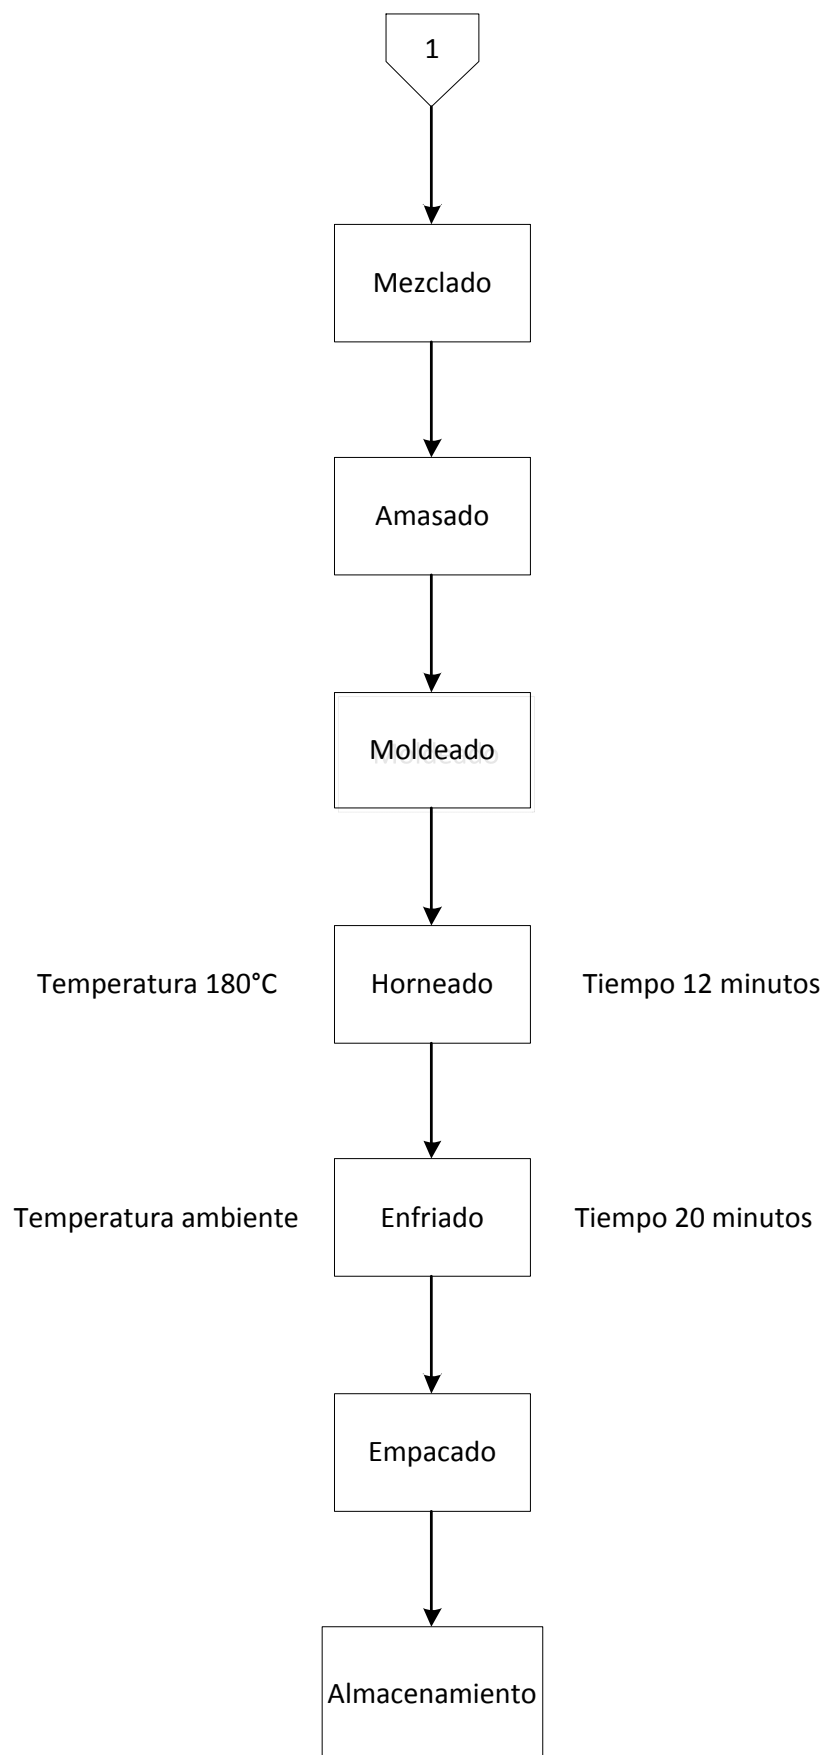 1
Mezclado
Amasado
Moldeado
Temperatura 180°C Horneado Tiempo 12 minutos
Temperatura ambiente Enfriado Tiempo 20 minutos
Empacado
Almacenamiento